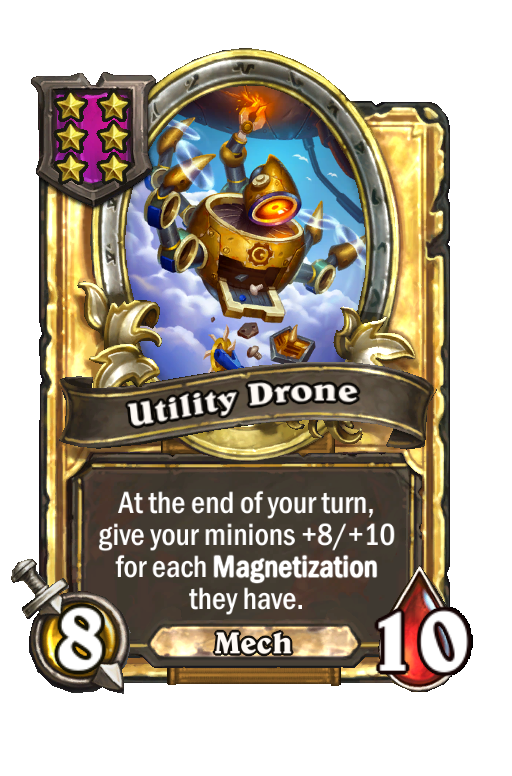 Utility Drone
At the end of your turn,
give your minions +8/+10
for each Magnetization
they have.
8
Mech
10